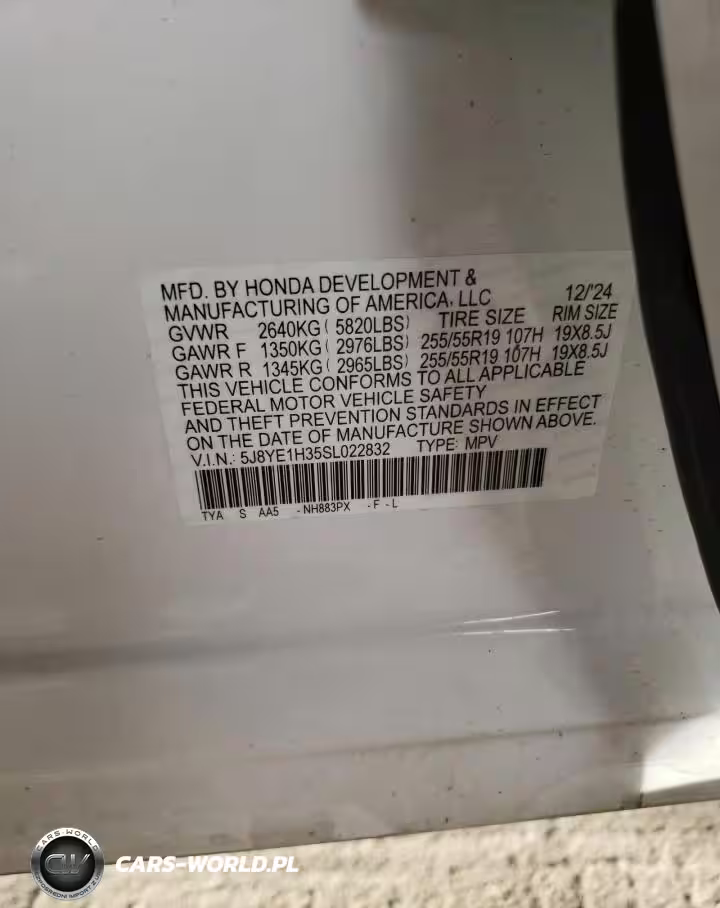 MFD. BY HONDA DEVELOPMENT &
MANUFACTURING OF AMERICA, LLC 12/'24
GVWR 2640KG ( 5820LBS) TIRE SIZE RIM SIZE
GAWR F 1350KG ( 2976LBS) 255/55R19 107H 19X8.5J
GAWR R 1345KG ( 2965LBS) 255/55R19 107H 19X8.5J
THIS VEHICLE CONFORMS TO ALL APPLICABLE
FEDERAL MOTOR VEHICLE SAFETY
AND THEFT PREVENTION STANDARDS IN EFFECT
ON THE DATE OF MANUFACTURE SHOWN ABOVE.
V.I.N.: 5J8YE1H35SL022832 TYPE: MPV
TYA S AA5 -NH883PX -F -L
CARS-WORLD
CW
CARS-WORLD.PL